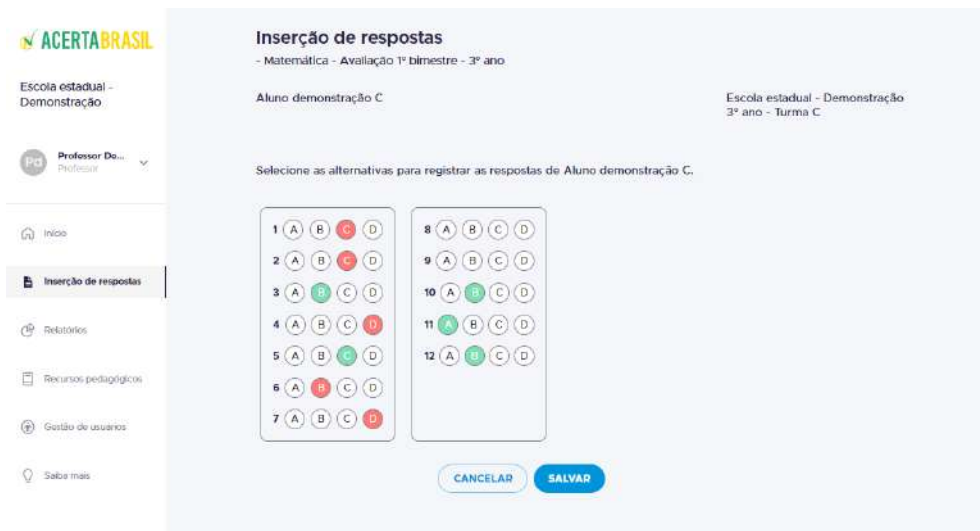 ACERTABRASIL
Escola estadual -
Demonstração
Pd
Professor De...
Professor
Início
Inserção de respostas
Relatórios
Recursos pedagógicos
Gestão de usuários
Saiba mais
Inserção de respostas
- Matemática - Avaliação 1º bimestre - 3º ano
Aluno demonstração C
Escola estadual - Demonstração
3º ano - Turma C
Selecione as alternativas para registrar as respostas de Aluno demonstração C.
1 A B C D
2 A B C D
3 A B C D
4 A B C D
5 A B C D
6 A B C D
7 A B C D
8 A B C D
9 A B C D
10 A B C D
11 A B C D
12 A B C D
CANCELAR
SALVAR